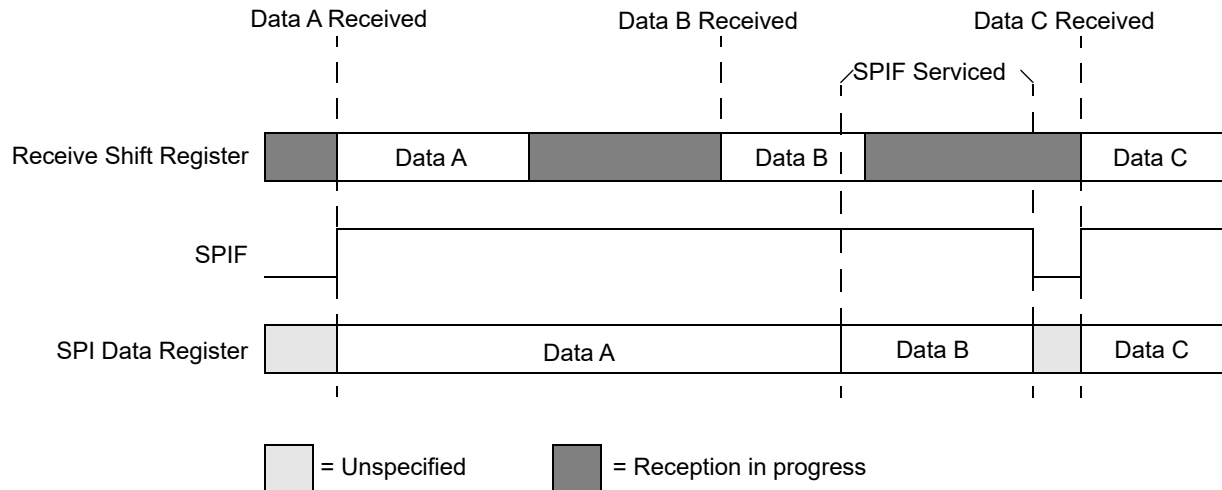 Data A Received
Data B Received
Data C Received
SPIF Serviced
Receive Shift Register
Data A
Data B
Data C
SPIF
SPI Data Register
Data A
Data B
Data C
= Unspecified
= Reception in progress